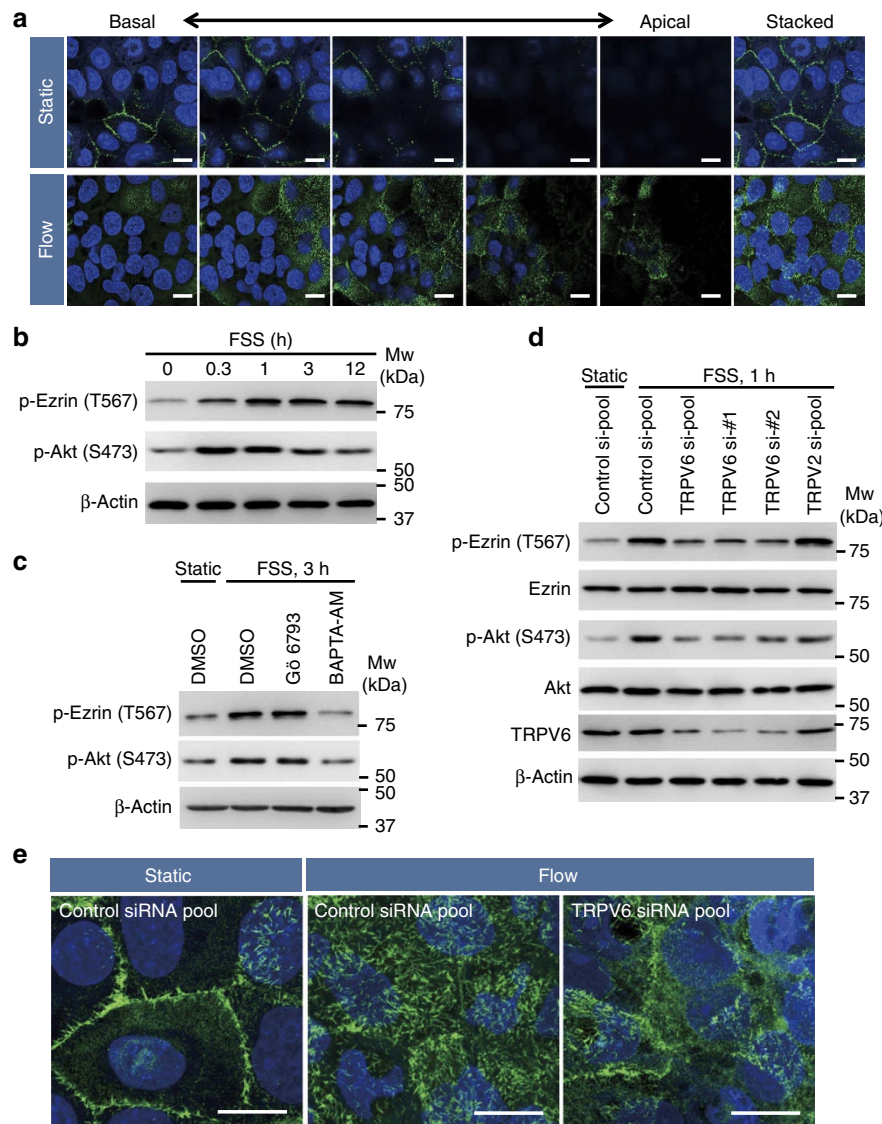 a
Basal
Apical
Stacked
Static
Flow
b
FSS (h)
0 0.3 1 3 12
Mw
(kDa)
p-Ezrin (T567)
75
p-Akt (S473)
50
50
β-Actin
37
c
Static
FSS, 3 h
DMSO
DMSO
Gö 6793
BAPTA-AM
Mw
(kDa)
p-Ezrin (T567)
75
p-Akt (S473)
50
50
β-Actin
37
d
Static
FSS, 1 h
Control si-pool
Control si-pool
TRPV6 si-pool
TRPV6 si-#1
TRPV6 si-#2
TRPV2 si-pool
Mw
(kDa)
p-Ezrin (T567)
75
Ezrin
75
p-Akt (S473)
50
Akt
50
75
TRPV6
50
β-Actin
37
e
Static
Flow
Control siRNA pool
Control siRNA pool
TRPV6 siRNA pool